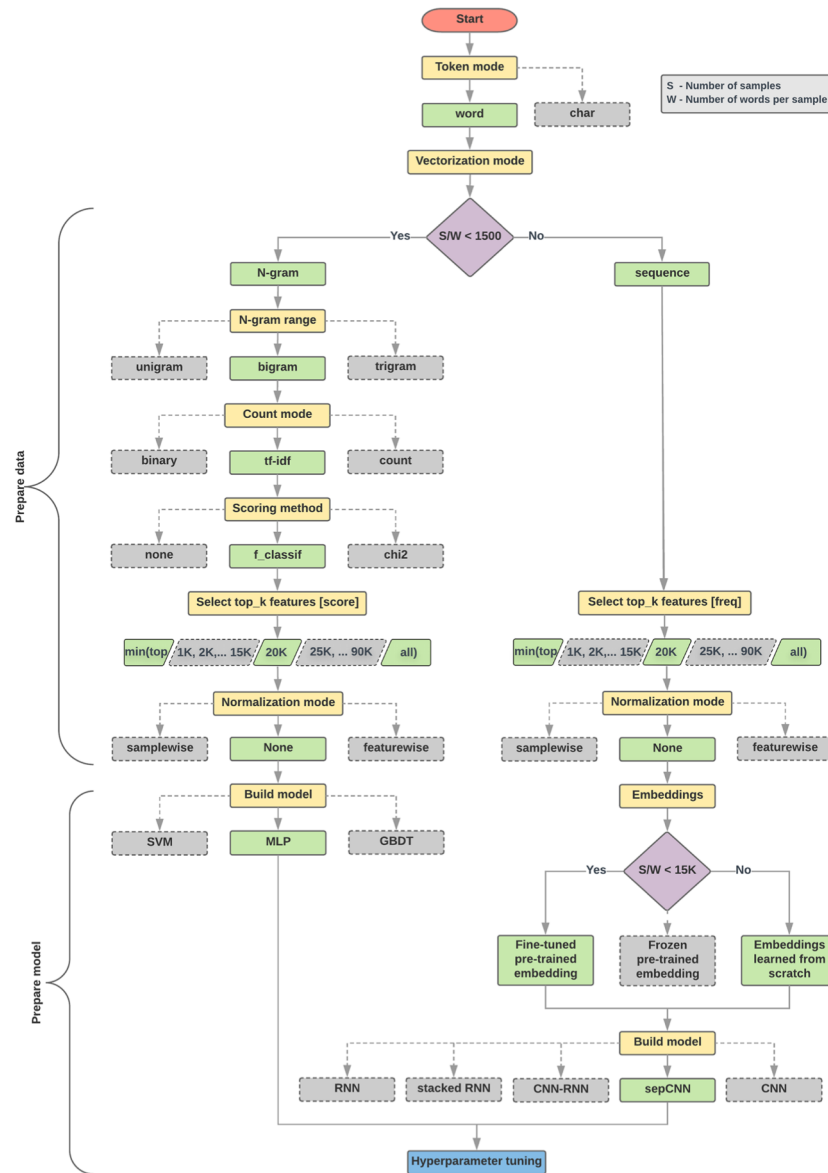 Start
Token mode
word
char
S - Number of samples
W - Number of words per sample
Vectorization mode
S/W < 1500
Yes
No
N-gram
sequence
N-gram range
unigram
bigram
trigram
Count mode
binary
tf-idf
count
Scoring method
none
f_classif
chi2
Select top_k features [score]
Select top_k features [freq]
min(top
1K, 2K,... 15K
20K
25K, ... 90K
all)
min(top
1K, 2K,... 15K
20K
25K, ... 90K
all)
Normalization mode
samplewise
None
featurewise
Normalization mode
samplewise
None
featurewise
Prepare data
Build model
SVM
MLP
GBDT
Embeddings
S/W < 15K
Yes
No
Fine-tuned
pre-trained
embedding
Frozen
pre-trained
embedding
Embeddings
learned from
scratch
Build model
RNN
stacked RNN
CNN-RNN
sepCNN
CNN
Prepare model
Hyperparameter tuning